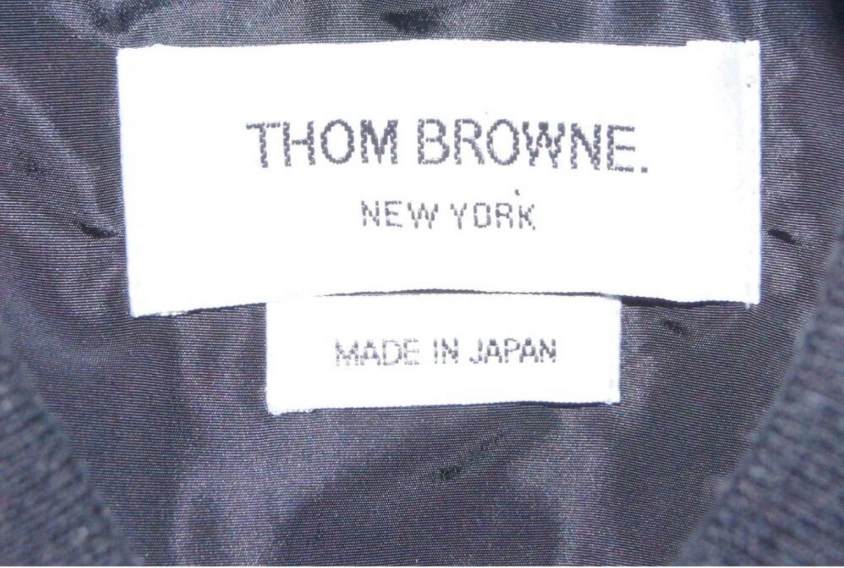 THOM BROWNE.
NEW YORK
MADE IN JAPAN